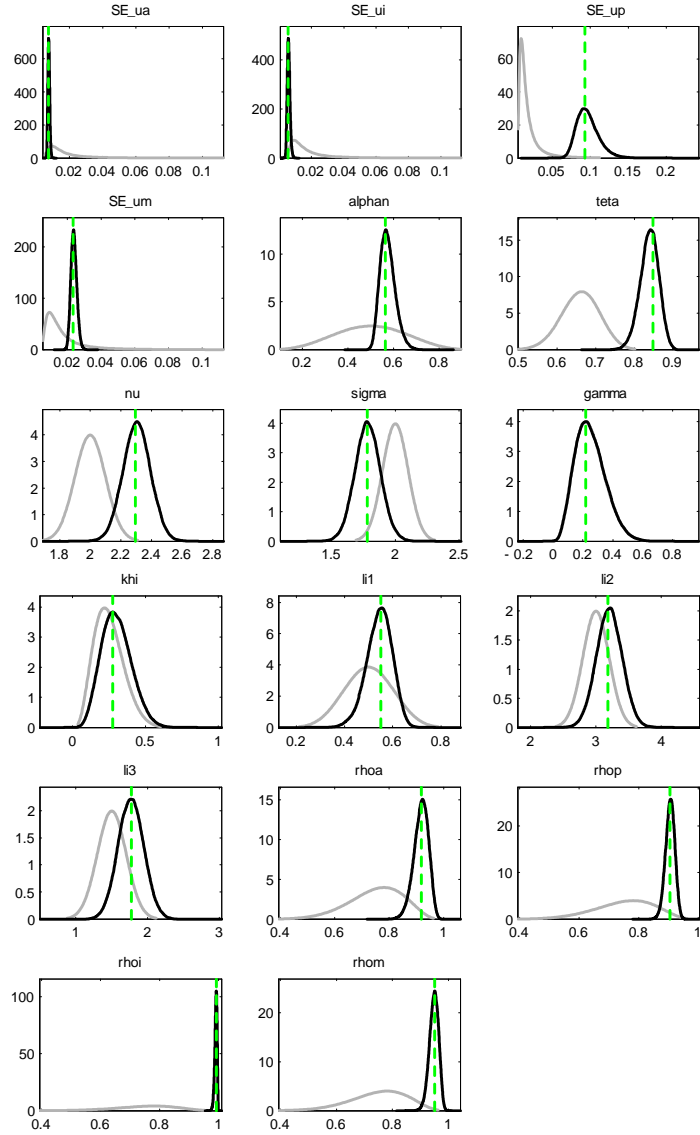 SE_ua SE_ui SE_up
600 400 200 0
0.02 0.04 0.06 0.08 0.1
400 200 0
0.02 0.04 0.06 0.08 0.1
60 40 20 0
0.05 0.1 0.15 0.2
SE_um alphan teta
200 100 0
0.02 0.04 0.06 0.08 0.1
10 5 0
0.2 0.4 0.6 0.8
15 10 5 0
0.5 0.6 0.7 0.8 0.9
nu sigma gamma
4 3 2 1 0
1.8 2 2.2 2.4 2.6 2.8
4 3 2 1 0
1.5 2 2.5
4 3 2 1 0
- 0.2 0 0.2 0.4 0.6 0.8
khi li1 li2
4 3 2 1 0
0 0.5 1
8 6 4 2 0
0.2 0.4 0.6 0.8
2 1.5 1 0.5 0
2 3 4
li3 rhoa rhop
2 1.5 1 0.5 0
1 2 3
15 10 5 0
0.4 0.6 0.8 1
20 10 0
0.4 0.6 0.8 1
rhoi rhom
100 50 0
0.4 0.6 0.8 1
20 10 0
0.4 0.6 0.8 1